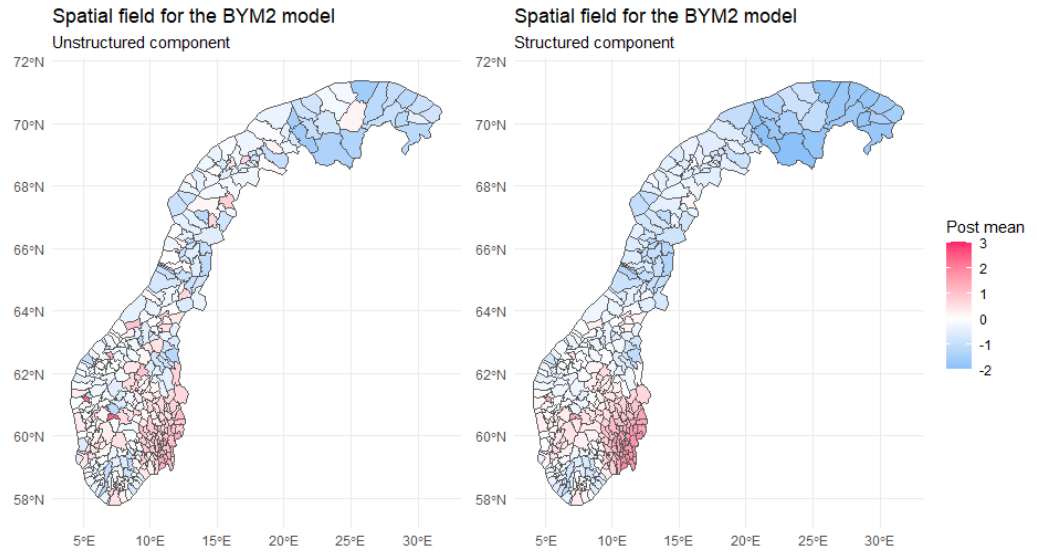 Spatial field for the BYM2 model
Unstructured component
72°N
70°N
68°N
66°N
64°N
62°N
60°N
58°N
5°E 10°E 15°E 20°E 25°E 30°E
Spatial field for the BYM2 model
Structured component
72°N
70°N
68°N
66°N
64°N
62°N
60°N
58°N
5°E 10°E 15°E 20°E 25°E 30°E
Post mean
3
2
1
0
-1
-2